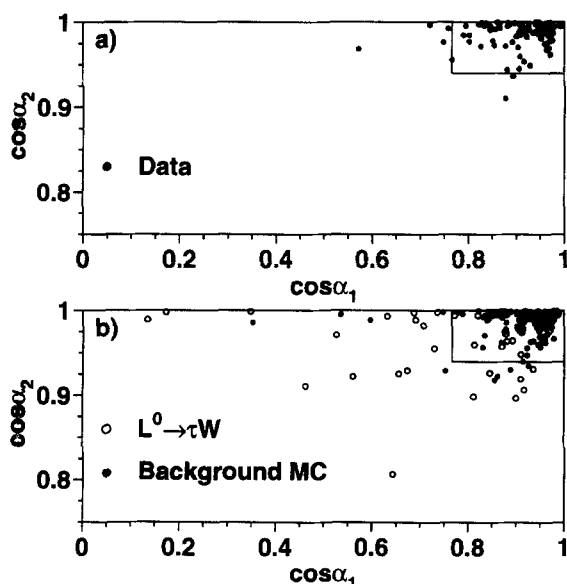 a)
1
0.9
0.8
cosα₂
Data
0 0.2 0.4 0.6 0.8 1
cosα₁
b)
1
0.9
0.8
cosα₂
L⁰→τW
Background MC
0 0.2 0.4 0.6 0.8 1
cosα₁